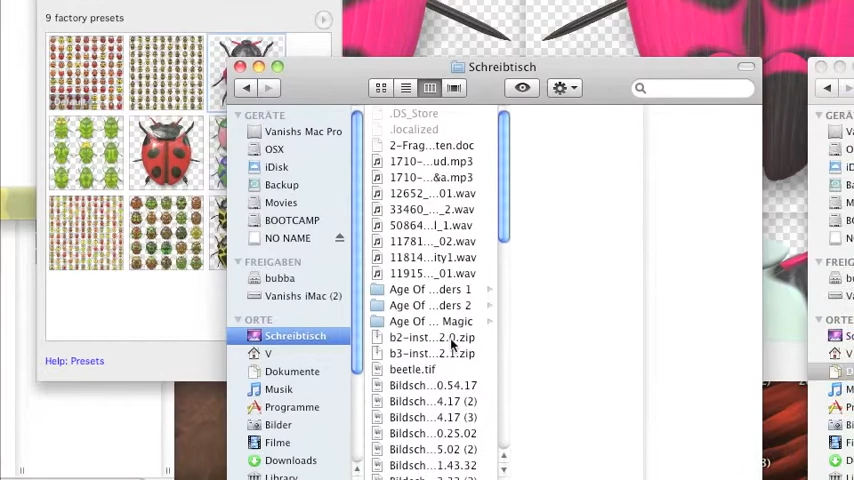 9 factory presets
Schreibtisch
GERÄTE
Vanishs Mac Pro
OSX
iDisk
Backup
Movies
BOOTCAMP
NO NAME
FREIGABEN
bubba
Vanishs iMac (2)
ORTE
Schreibtisch
V
Dokumente
Musik
Programme
Bilder
Filme
Downloads
Library
.DS_Store
.localized
2-Frag...ten.doc
1710-...ud.mp3
1710-...&a.mp3
12652_...01.wav
33460_..._2.wav
50864...l_1.wav
11781..._02.wav
11814...ity1.wav
11915..._01.wav
Age Of ...ders 1
Age Of ...ders 2
Age Of ... Magic
b2-inst...2.0.zip
b3-inst...2.1.zip
beetle.tif
Bildsch...0.54.17
Bildsch...4.17 (2)
Bildsch...4.17 (3)
Bildsch...0.25.02
Bildsch...5.02 (2)
Bildsch...1.43.32
Help: Presets
GE
OR